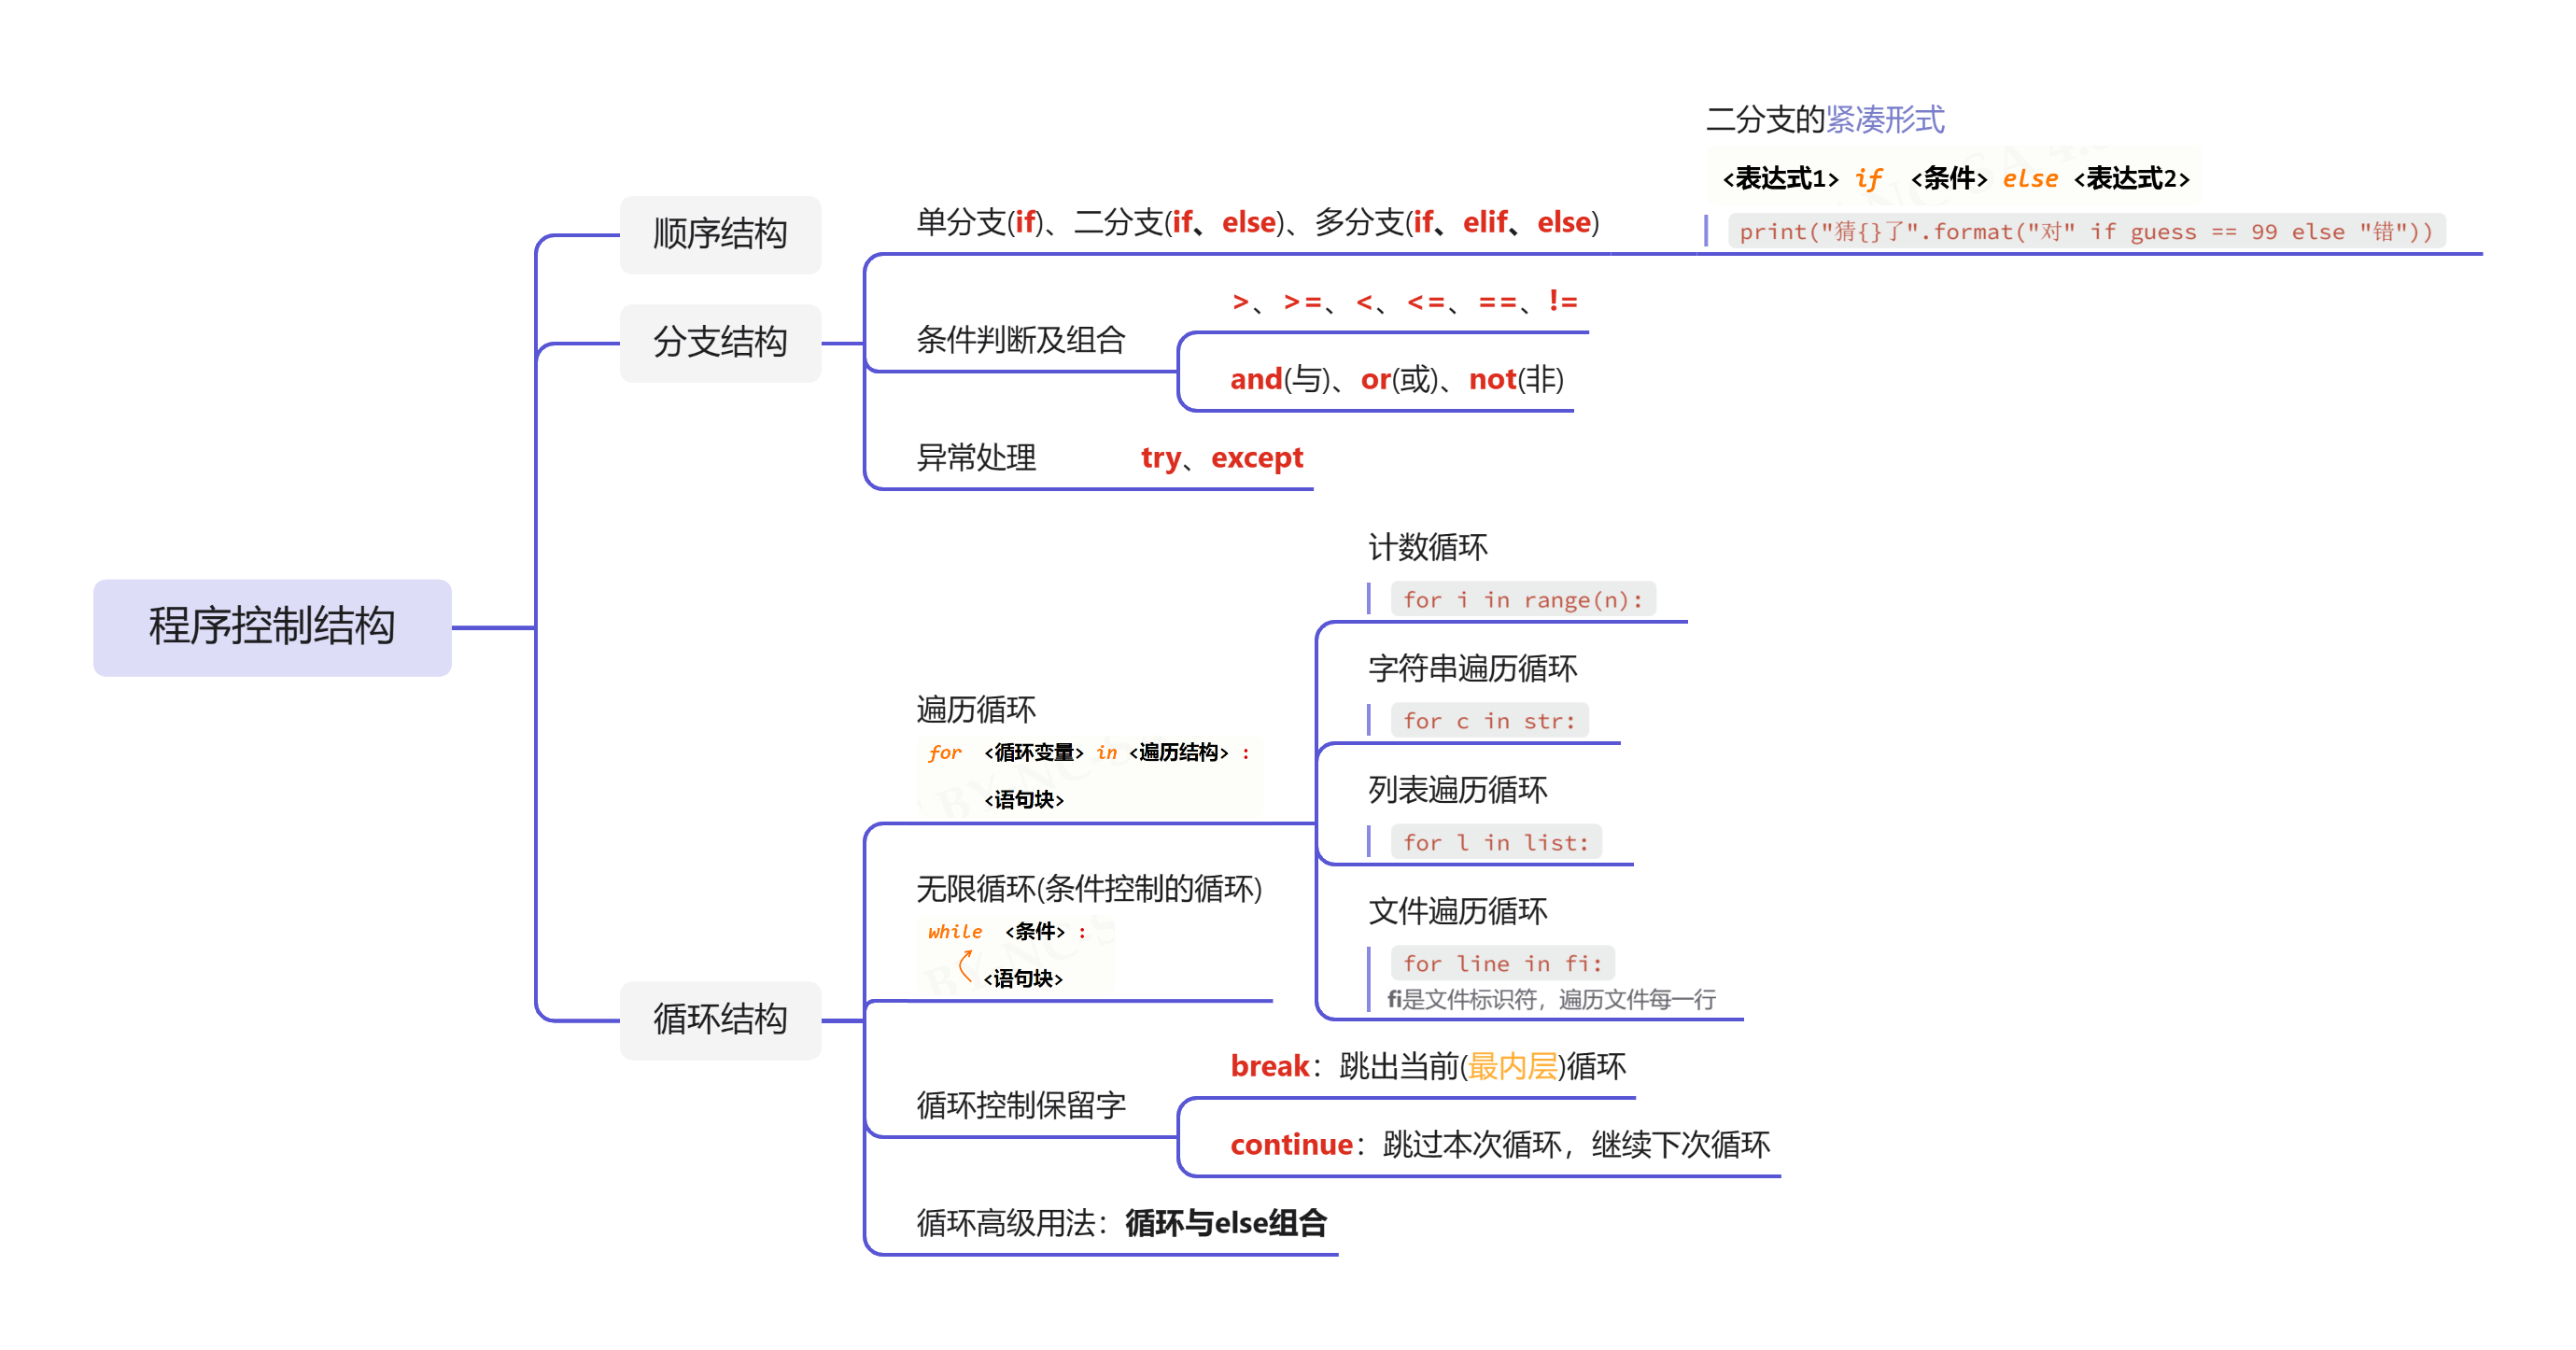 程序控制结构
顺序结构
分支结构
单分支(if)、二分支(if、else)、多分支(if、elif、else)
二分支的紧凑形式
<表达式1> if <条件> else <表达式2>
print("猜{}了".format("对" if guess == 99 else "错"))
条件判断及组合
>、>=、<、<=、==、!=
and(与)、or(或)、not(非)
异常处理
try、except
循环结构
遍历循环
for <循环变量> in <遍历结构> :
<语句块>
计数循环
for i in range(n):
字符串遍历循环
for c in str:
列表遍历循环
for l in list:
文件遍历循环
for line in fi:
fi是文件标识符，遍历文件每一行
无限循环(条件控制的循环)
while <条件> :
<语句块>
循环控制保留字
break：跳出当前(最内层)循环
continue：跳过本次循环，继续下次循环
循环高级用法：循环与else组合